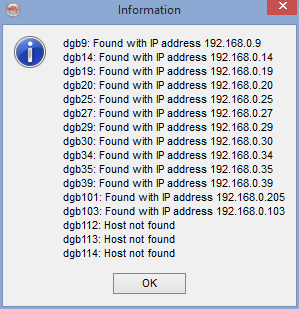 Information
dgb9: Found with IP address 192.168.0.9
dgb14: Found with IP address 192.168.0.14
dgb19: Found with IP address 192.168.0.19
dgb20: Found with IP address 192.168.0.20
dgb25: Found with IP address 192.168.0.25
dgb27: Found with IP address 192.168.0.27
dgb29: Found with IP address 192.168.0.29
dgb30: Found with IP address 192.168.0.30
dgb34: Found with IP address 192.168.0.34
dgb35: Found with IP address 192.168.0.35
dgb39: Found with IP address 192.168.0.39
dgb101: Found with IP address 192.168.0.205
dgb103: Found with IP address 192.168.0.103
dgb112: Host not found
dgb113: Host not found
dgb114: Host not found
OK